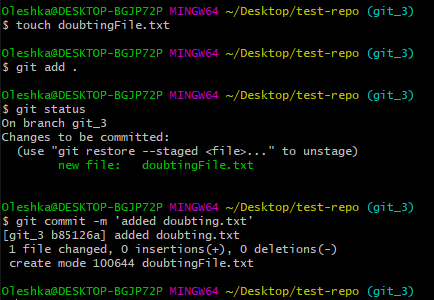 Oleshka@DESKTOP-BGJP72P MINGW64 ~/Desktop/test-repo (git_3)
$ touch doubtingFile.txt
Oleshka@DESKTOP-BGJP72P MINGW64 ~/Desktop/test-repo (git_3)
$ git add .
Oleshka@DESKTOP-BGJP72P MINGW64 ~/Desktop/test-repo (git_3)
$ git status
On branch git_3
Changes to be committed:
  (use "git restore --staged <file>..." to unstage)
        new file:   doubtingFile.txt
Oleshka@DESKTOP-BGJP72P MINGW64 ~/Desktop/test-repo (git_3)
$ git commit -m 'added doubting.txt'
[git_3 b85126a] added doubting.txt
 1 file changed, 0 insertions(+), 0 deletions(-)
 create mode 100644 doubtingFile.txt
Oleshka@DESKTOP-BGJP72P MINGW64 ~/Desktop/test-repo (git_3)